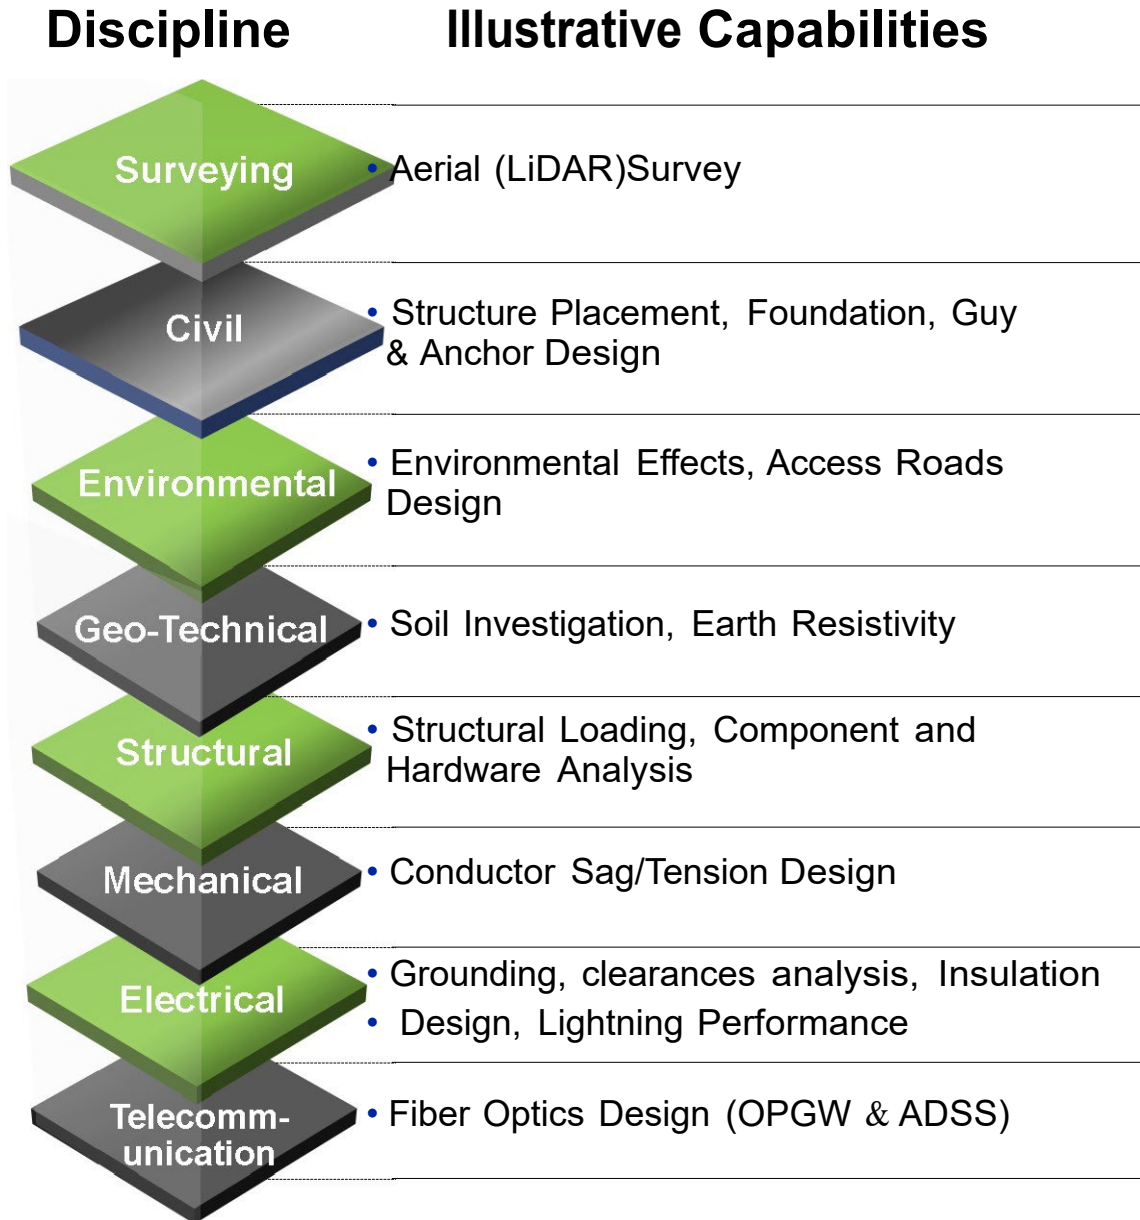 Discipline
Illustrative Capabilities
Surveying
• Aerial (LiDAR)Survey
Civil
• Structure Placement, Foundation, Guy
& Anchor Design
Environmental
• Environmental Effects, Access Roads
Design
Geo-Technical
• Soil Investigation, Earth Resistivity
Structural
• Structural Loading, Component and
Hardware Analysis
Mechanical
• Conductor Sag/Tension Design
Electrical
• Grounding, clearances analysis, Insulation
• Design, Lightning Performance
Telecomm-
unication
• Fiber Optics Design (OPGW & ADSS)